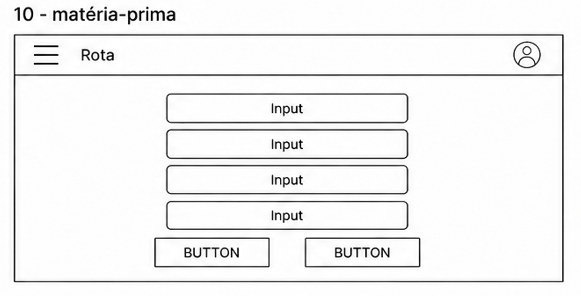 10 - matéria-prima
Rota
Input
Input
Input
Input
BUTTON BUTTON